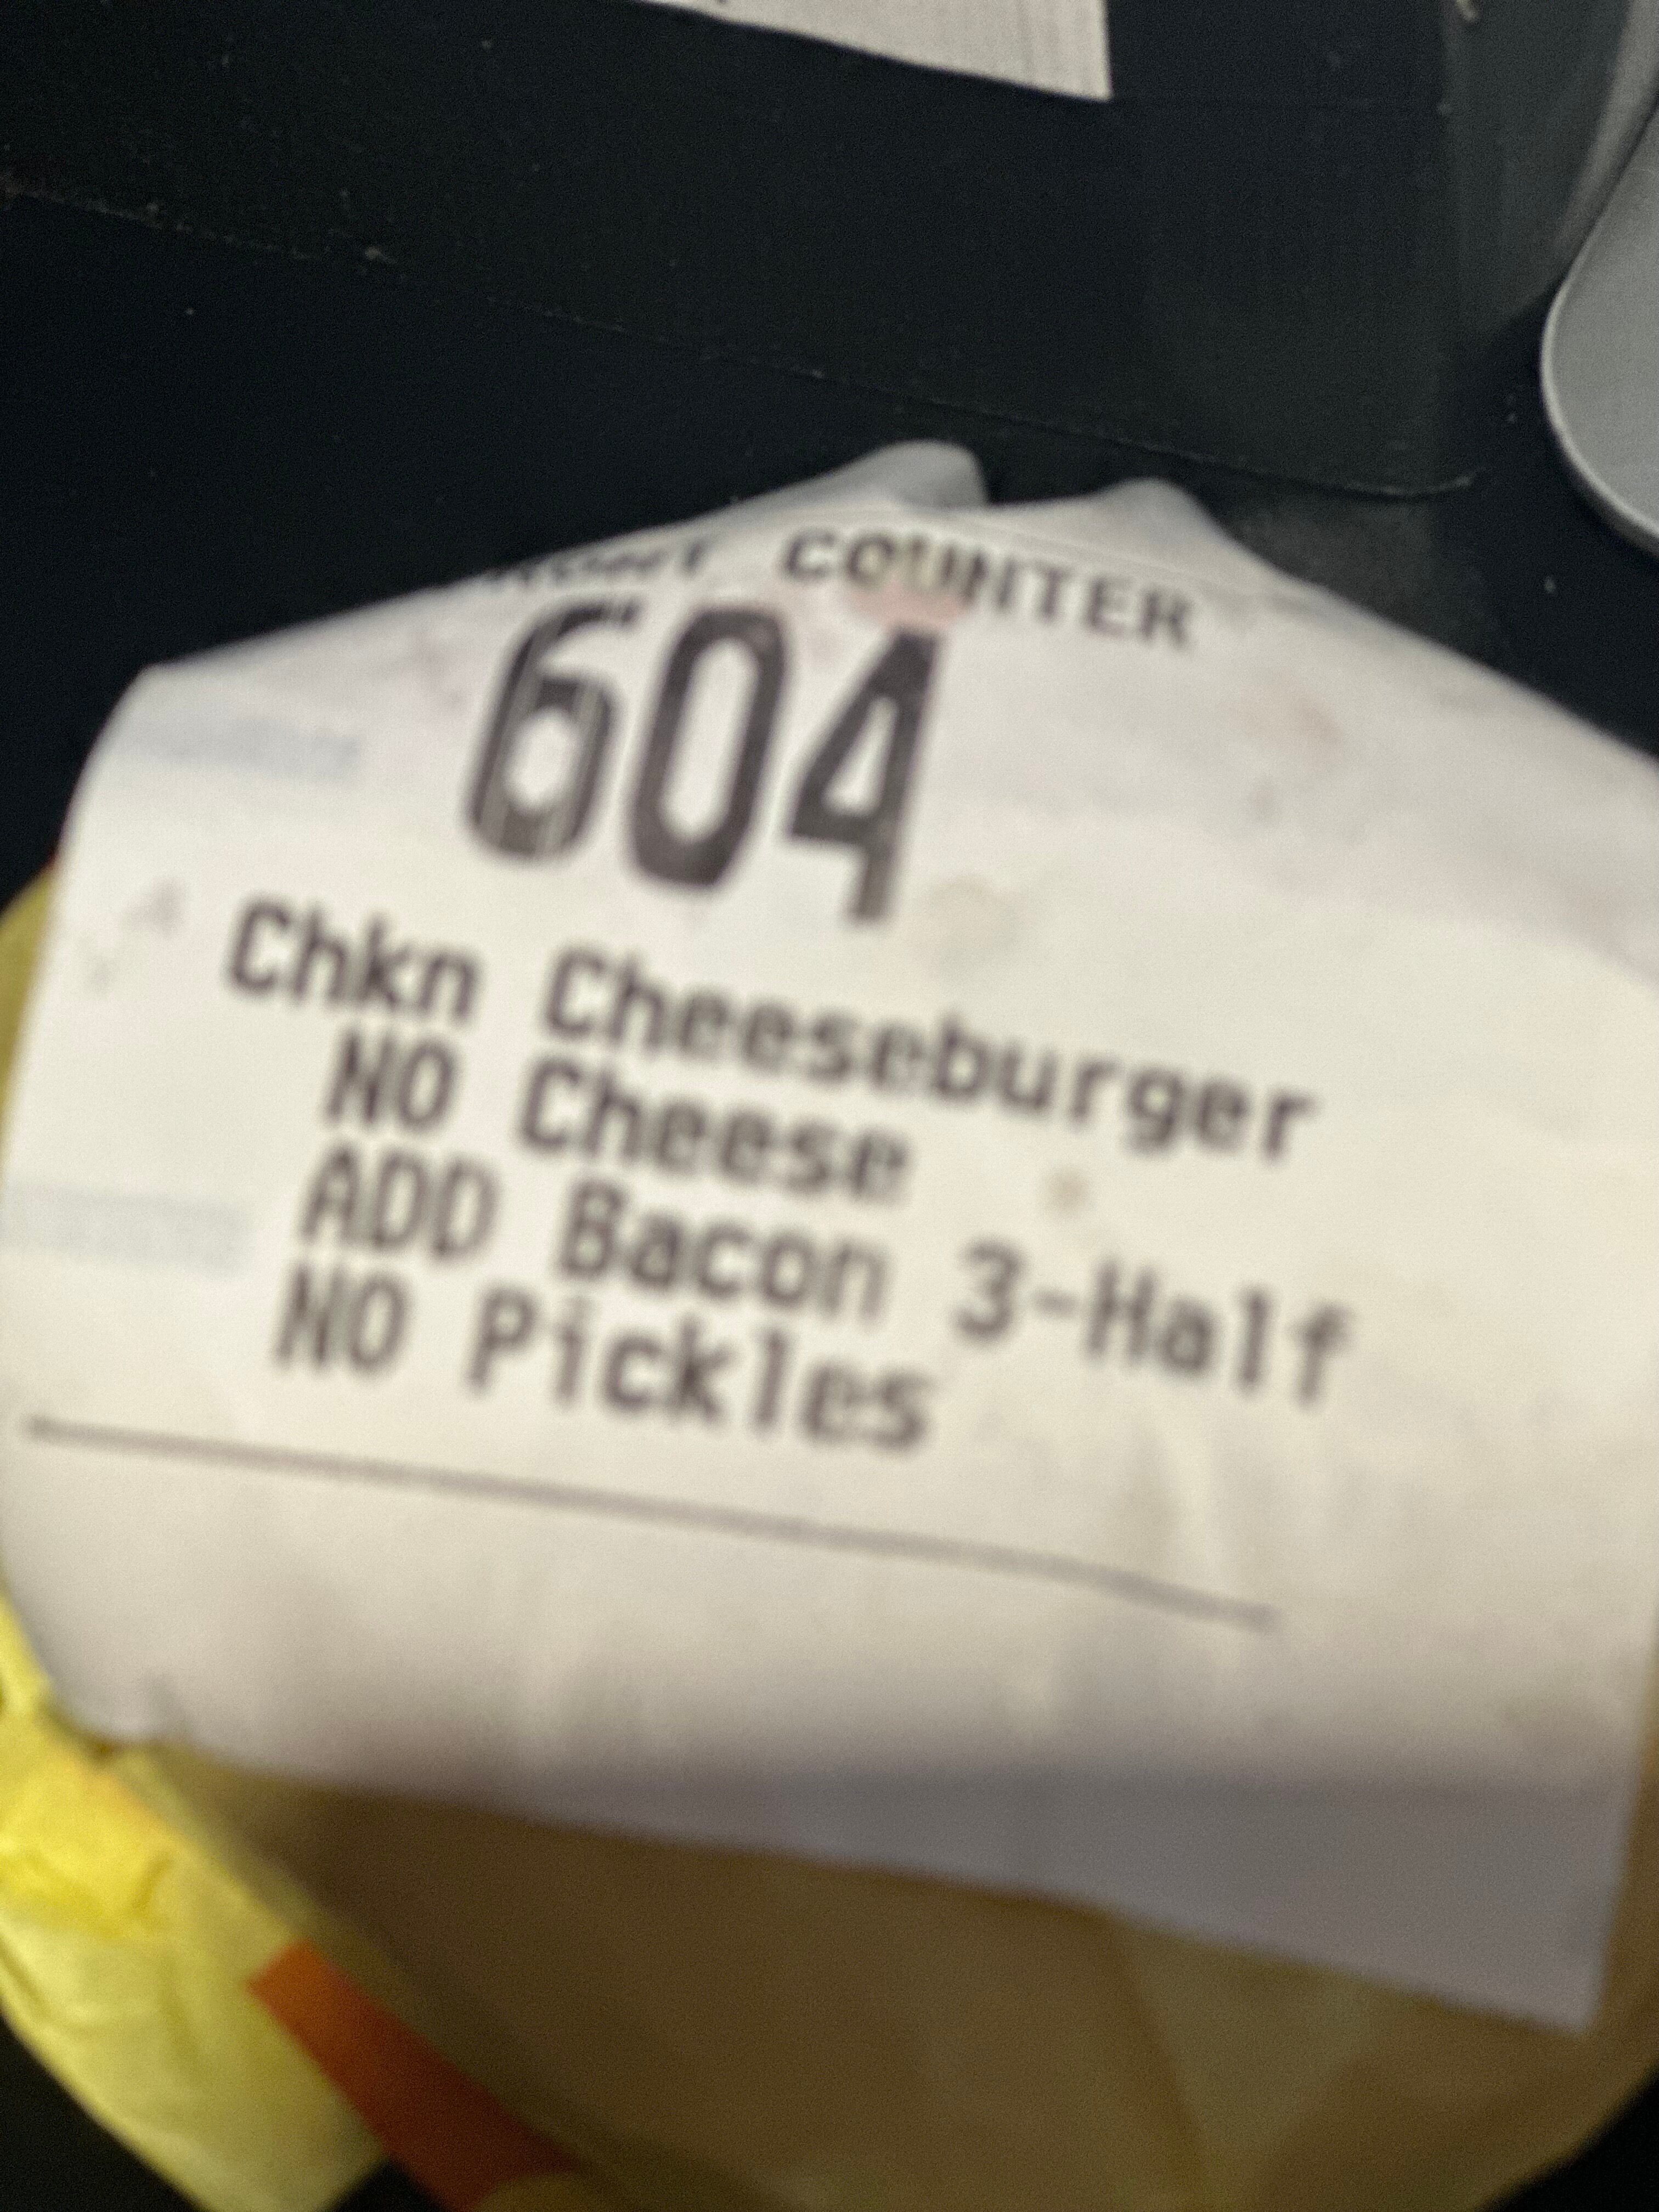 COUNTER
604
Chkn Cheeseburger
NO Cheese
ADD Bacon 3-Half
NO Pickles